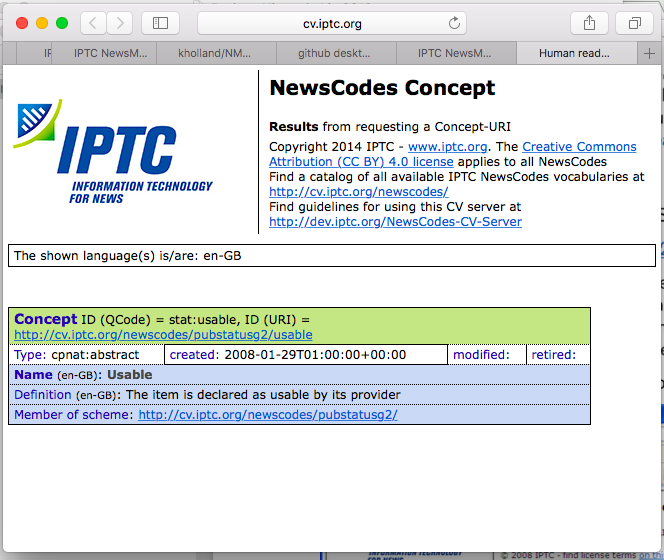 cv.iptc.org
IPTC NewsM...
kholland/NM...
github deskt...
IPTC NewsM...
Human read...
NewsCodes Concept
IPTC
INFORMATION TECHNOLOGY
FOR NEWS
Results from requesting a Concept-URI
Copyright 2014 IPTC - www.iptc.org. The Creative Commons
Attribution (CC BY) 4.0 license applies to all NewsCodes
Find a catalog of all available IPTC NewsCodes vocabularies at
http://cv.iptc.org/newscodes/
Find guidelines for using this CV server at
http://dev.iptc.org/NewsCodes-CV-Server
The shown language(s) is/are: en-GB
Concept ID (QCode) = stat:usable, ID (URI) =
http://cv.iptc.org/newscodes/pubstatusg2/usable
Type: cpnat:abstract created: 2008-01-29T01:00:00+00:00 modified: retired:
Name (en-GB): Usable
Definition (en-GB): The item is declared as usable by its provider
Member of scheme: http://cv.iptc.org/newscodes/pubstatusg2/
© 2008 IPTC - find license terms on th